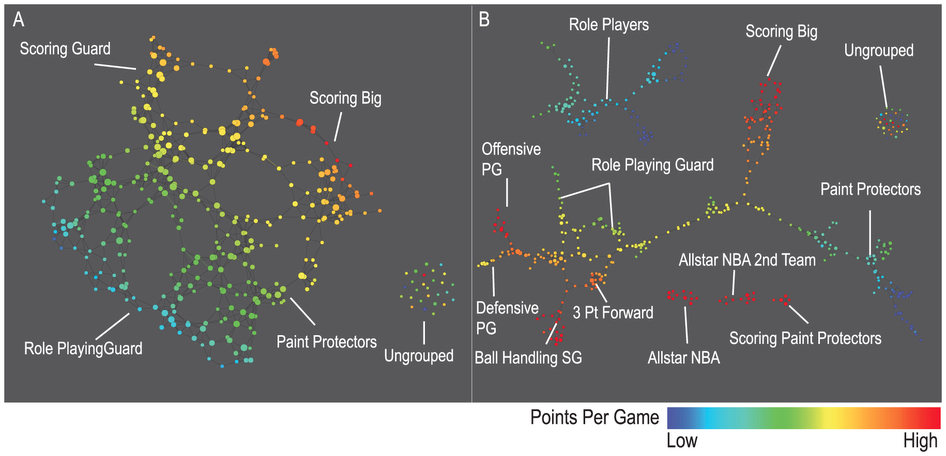 A
Scoring Guard
Scoring Big
Role PlayingGuard
Paint Protectors
Ungrouped
B
Role Players
Scoring Big
Ungrouped
Offensive
PG
Role Playing Guard
Paint Protectors
Allstar NBA 2nd Team
Defensive
PG
3 Pt Forward
Ball Handling SG
Allstar NBA
Scoring Paint Protectors
Points Per Game
Low
High